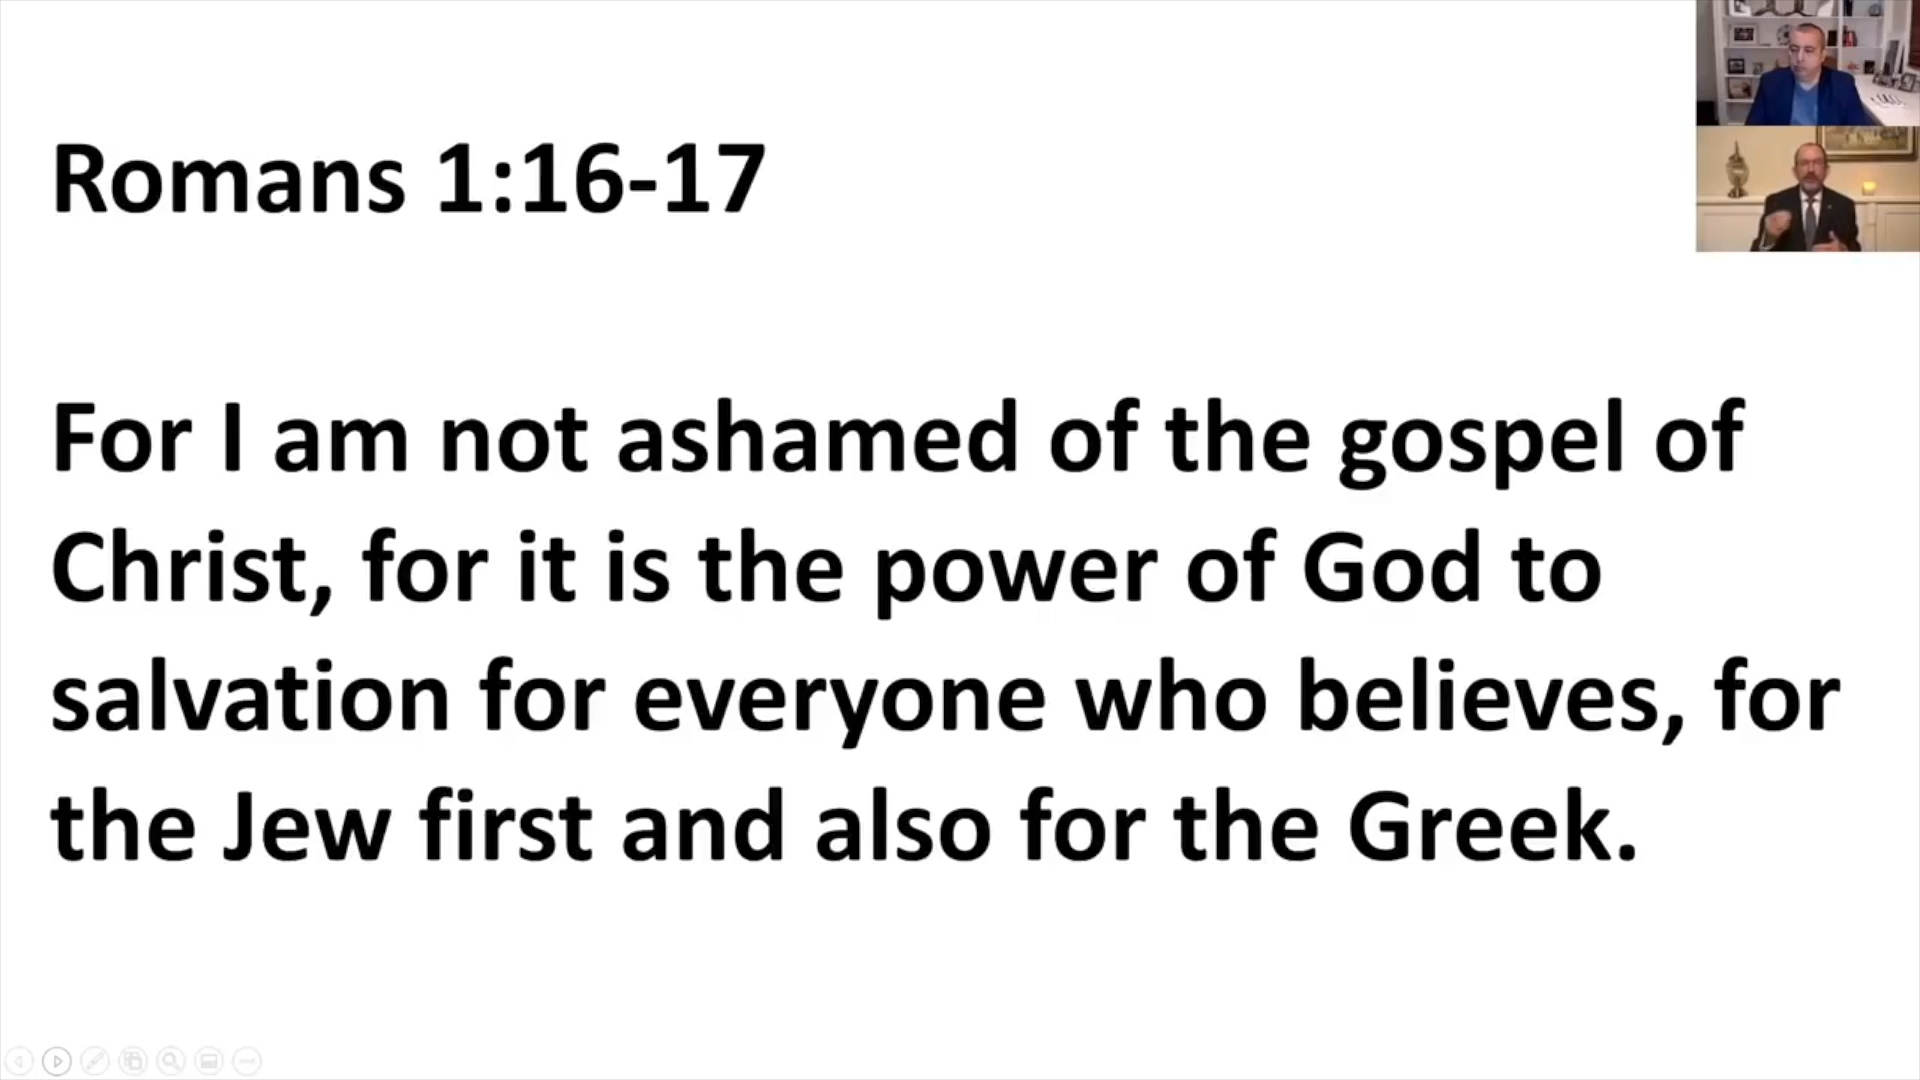 Romans 1:16-17
For I am not ashamed of the gospel of
Christ, for it is the power of God to
salvation for everyone who believes, for
the Jew first and also for the Greek.